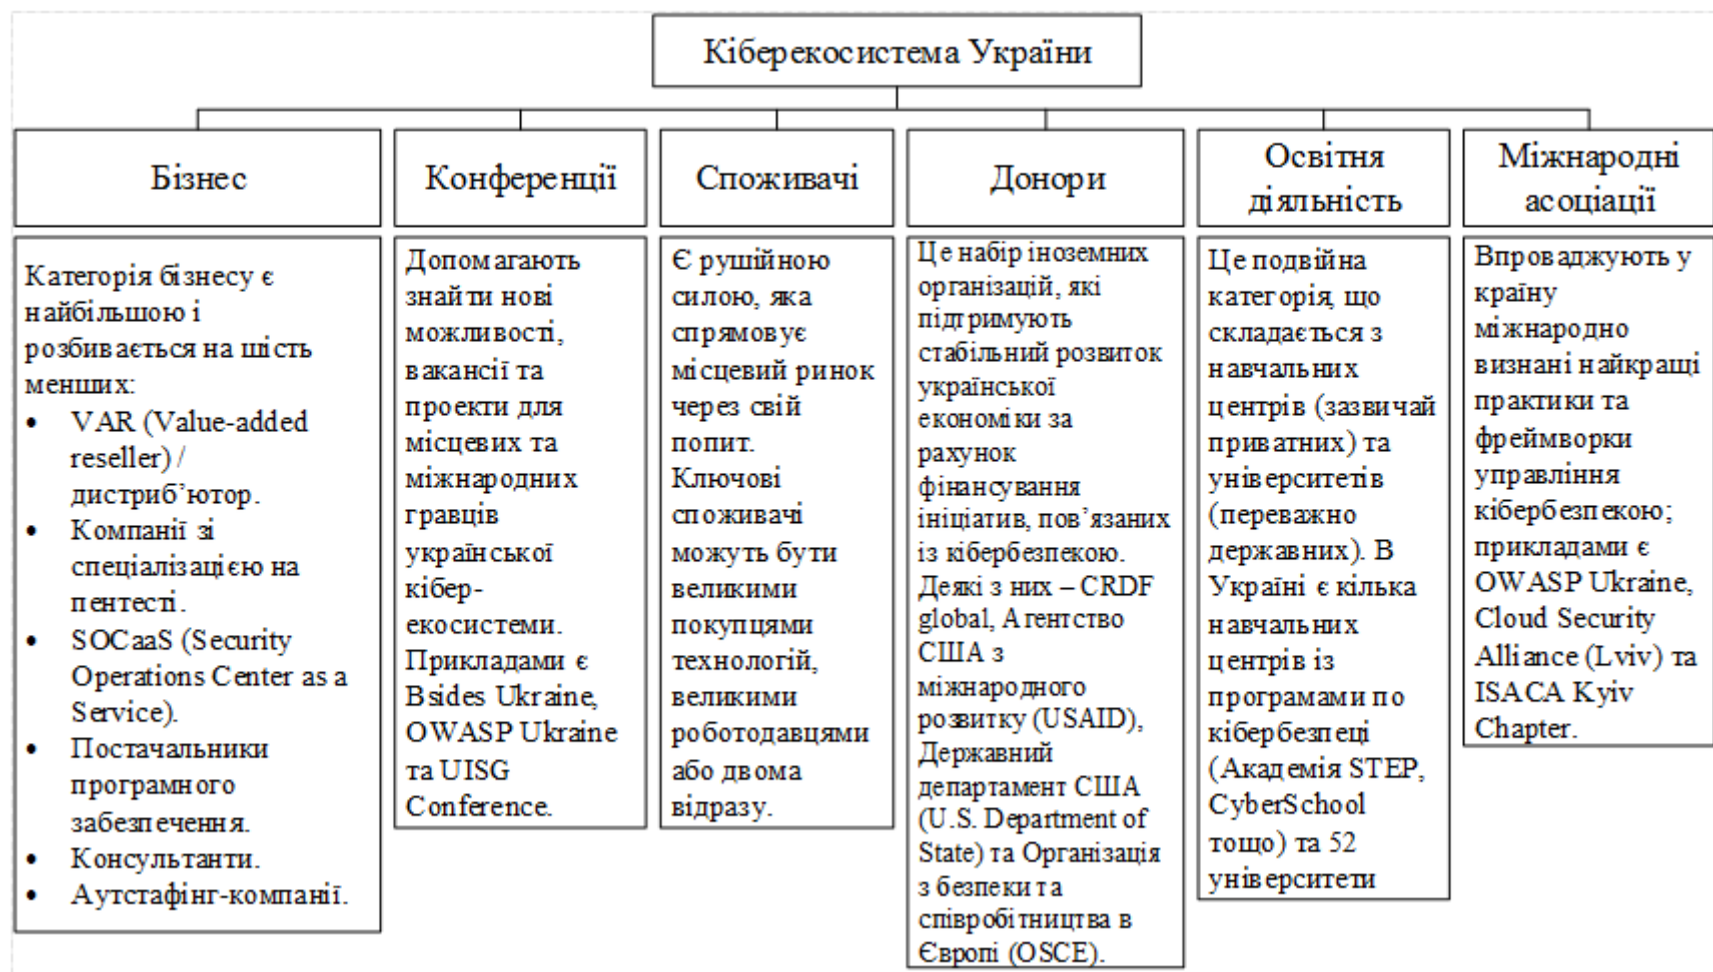 Кіберекосистема України
Бізнес
Категорія бізнесу є
найбільшою і
розбивається на шість
менших:
• VAR (Value-added
reseller) /
дистриб’ютор.
• Компанії зі
спеціалізацією на
пентесті.
• SOCaaS (Security
Operations Center as a
Service).
• Постачальники
програмного
забезпечення.
• Консультанти.
• Аутстафінг-компанії.
Конференції
Допомагають
знайти нові
можливості,
вакансії та
проекти для
місцевих та
міжнародних
гравців
української
кібер-
екосистеми.
Прикладами є
Bsides Ukraine,
OWASP Ukraine
та UISG
Conference.
Споживачі
Є рушійною
силою, яка
спрямовує
місцевий ринок
через свій
попит.
Ключові
споживачі
можуть бути
великими
покупцями
технологій,
великими
роботодавцями
або двома
відразу.
Донори
Це набір іноземних
організацій, які
підтримують
стабільний розвиток
української
економіки за
рахунок
фінансування
ініціатив, пов’язаних
із кібербезпекою.
Деякі з них – CRDF
global, Агентство
США з
міжнародного
розвитку (USAID),
Державний
департамент США
(U.S. Department of
State) та Організація
з безпеки та
співробітництва в
Європі (OSCE).
Освітня
діяльність
Це подвійна
категорія, що
складається з
навчальних
центрів (зазвичай
приватних) та
університетів
(переважно
державних). В
Україні є кілька
навчальних
центрів із
програмами по
кібербезпеці
(Академія STEP,
CyberSchool
тощо) та 52
університети
Міжнародні
асоціації
Впроваджують у
країну
міжнародно
визнані найкращі
практики та
фреймворки
управління
кібербезпекою;
прикладами є
OWASP Ukraine,
Cloud Security
Alliance (Lviv) та
ISACA Kyiv
Chapter.